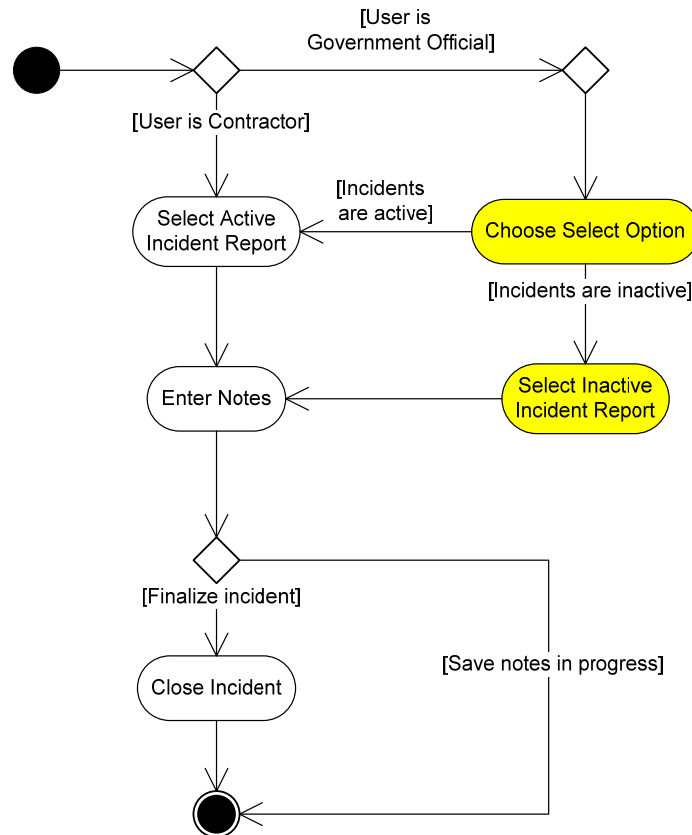 [User is
Government Official]
[User is Contractor]
Select Active
Incident Report
[Incidents
are active]
Choose Select Option
[Incidents are inactive]
Enter Notes
Select Inactive
Incident Report
[Finalize incident]
[Save notes in progress]
Close Incident